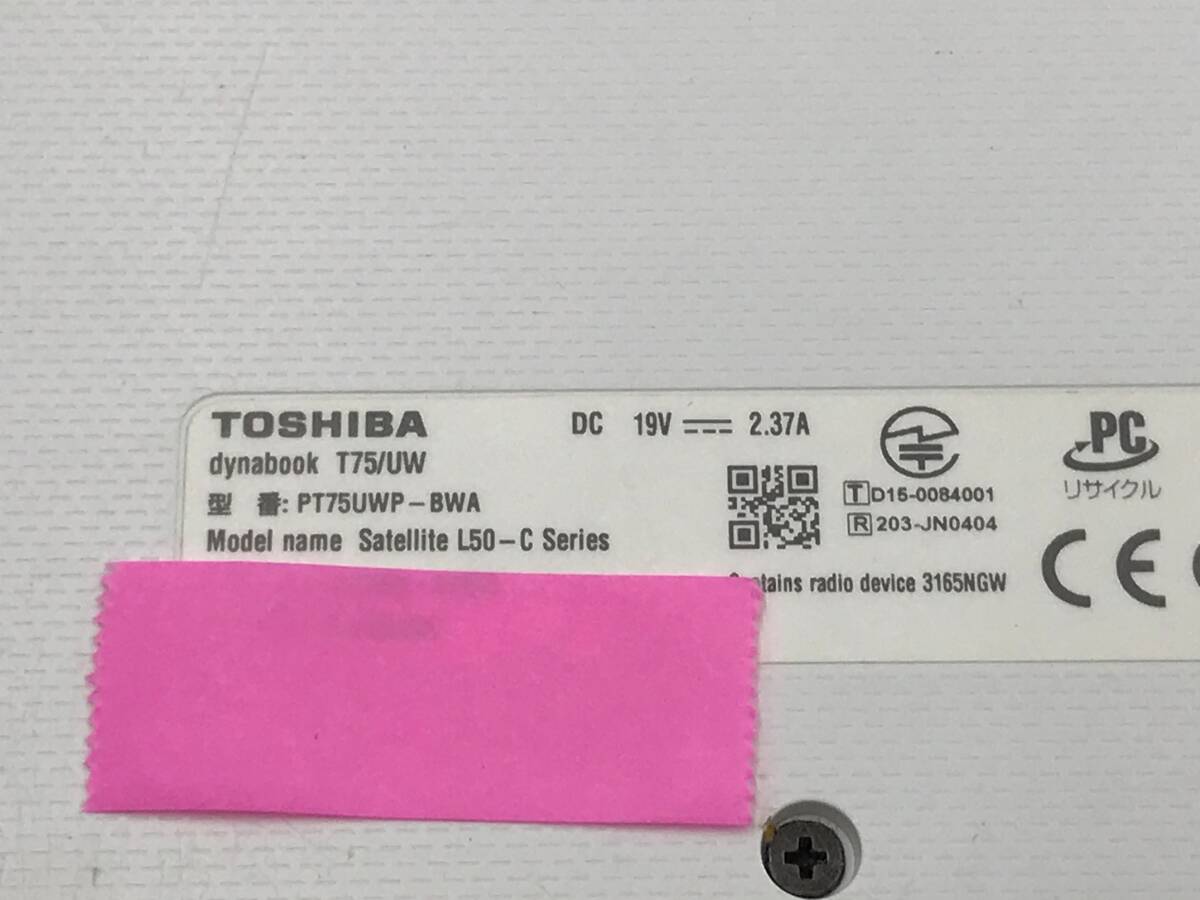 TOSHIBA
dynabook T75/UW
型 番: PT75UWP-BWA
Model name Satellite L50-C Series
DC 19V 2.37A
T D15-0084001
R 203-JN0404
radio device 3165NGW
PC
リサイクル
CE